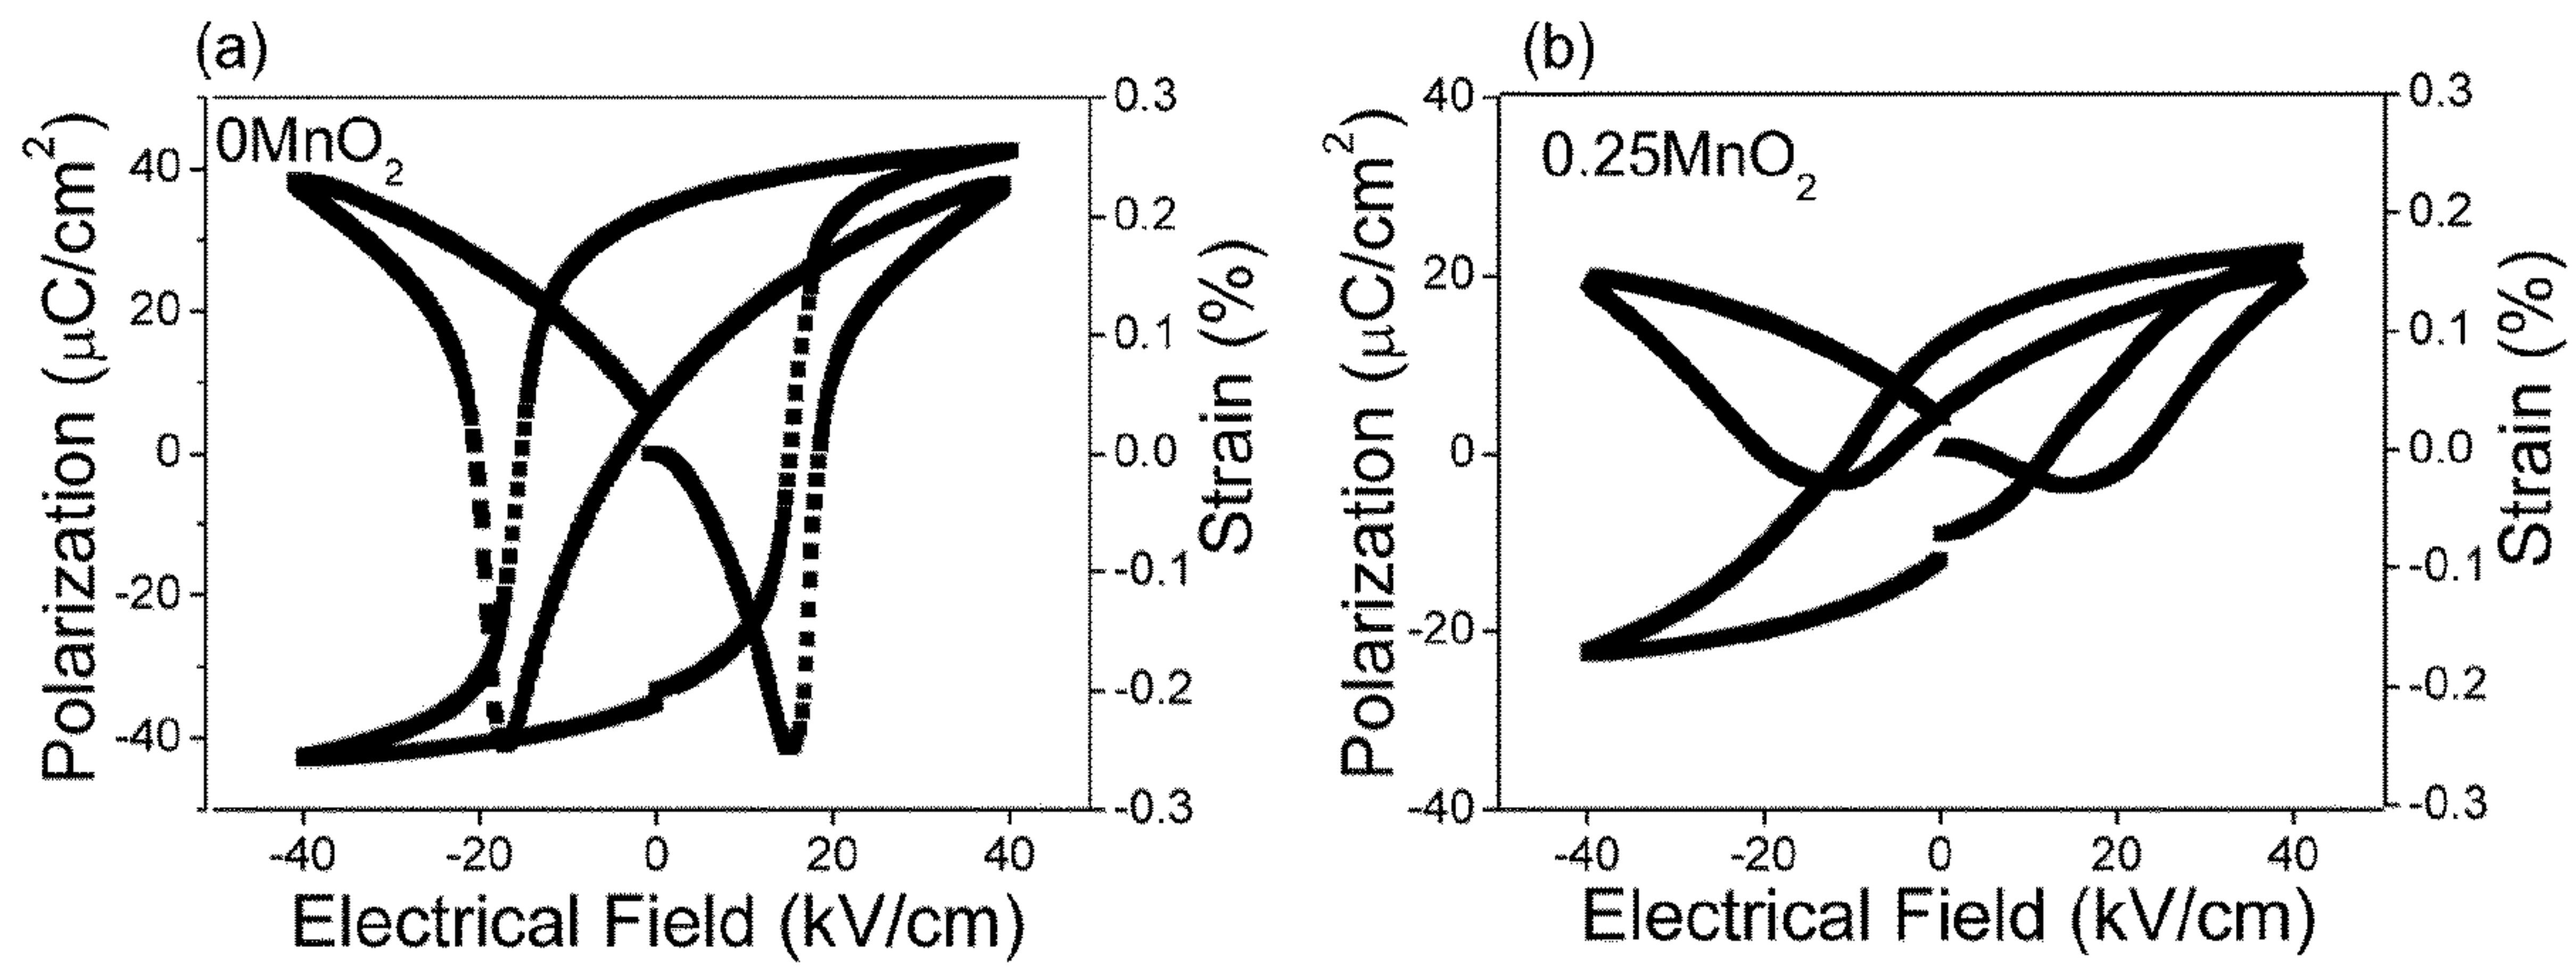 (a)
0MnO2
Polarization (μC/cm2)
40
20
0
-20
-40
0.3
0.2
0.1
0.0
-0.1
-0.2
-0.3
Strain (%)
-40 -20 0 20 40
Electrical Field (kV/cm)
(b)
0.25MnO2
Polarization (μC/cm2)
40
20
0
-20
-40
0.3
0.2
0.1
0.0
-0.1
-0.2
-0.3
Strain (%)
-40 -20 0 20 40
Electrical Field (kV/cm)